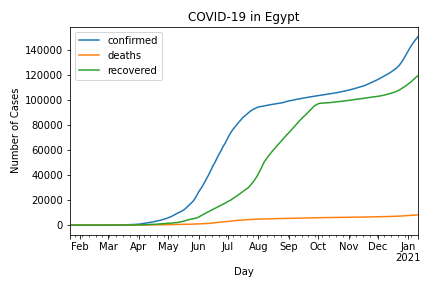 COVID-19 in Egypt
confirmed
deaths
recovered
Number of Cases
140000
120000
100000
80000
60000
40000
20000
0
Feb Mar Apr May Jun Jul Aug Sep Oct Nov Dec Jan
2021
Day